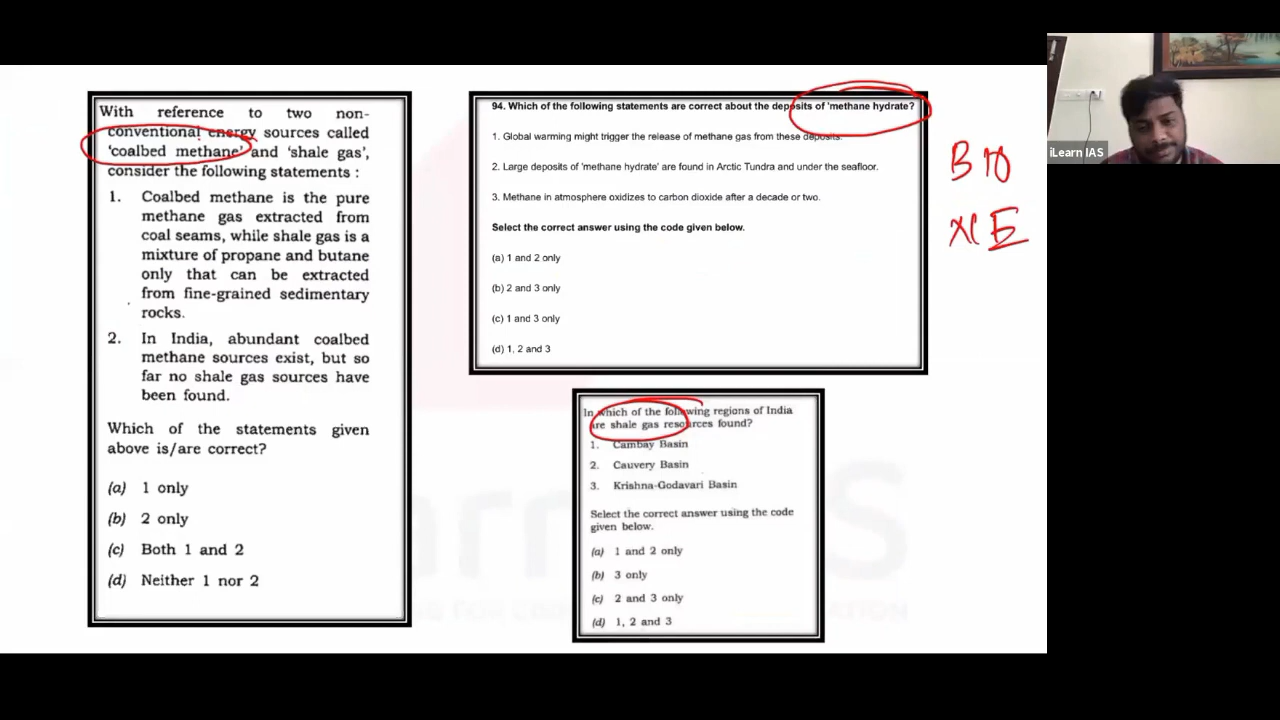 With reference to two non-
conventional energy sources called
'coalbed methane' and 'shale gas',
consider the following statements :
1. Coalbed methane is the pure
methane gas extracted from
coal seams, while shale gas is a
mixture of propane and butane
only that can be extracted
from fine-grained sedimentary
rocks.
2. In India, abundant coalbed
methane sources exist, but so
far no shale gas sources have
been found.
Which of the statements given
above is/are correct?
(a) 1 only
(b) 2 only
(c) Both 1 and 2
(d) Neither 1 nor 2
94. Which of the following statements are correct about the deposits of 'methane hydrate?
1. Global warming might trigger the release of methane gas from these deposits.
2. Large deposits of 'methane hydrate' are found in Arctic Tundra and under the seafloor.
3. Methane in atmosphere oxidizes to carbon dioxide after a decade or two.
Select the correct answer using the code given below.
(a) 1 and 2 only
(b) 2 and 3 only
(c) 1 and 3 only
(d) 1, 2 and 3
In which of the following regions of India
are shale gas resources found?
1. Cambay Basin
2. Cauvery Basin
3. Krishna-Godavari Basin
Select the correct answer using the code
given below.
(a) 1 and 2 only
(b) 3 only
(c) 2 and 3 only
(d) 1, 2 and 3
iLearn IAS